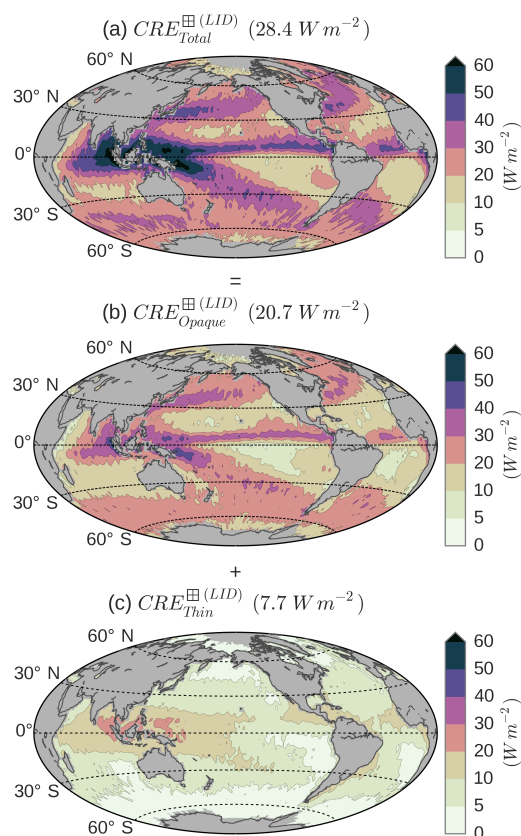 (a) CRE⊞(LID)Total (28.4 W m−2)
60° N
30° N
0°
30° S
60° S
60
50
40
30
20
10
5
0
(W m−2)
=
(b) CRE⊞(LID)Opaque (20.7 W m−2)
60° N
30° N
0°
30° S
60° S
60
50
40
30
20
10
5
0
(W m−2)
+
(c) CRE⊞(LID)Thin (7.7 W m−2)
60° N
30° N
0°
30° S
60° S
60
50
40
30
20
10
5
0
(W m−2)